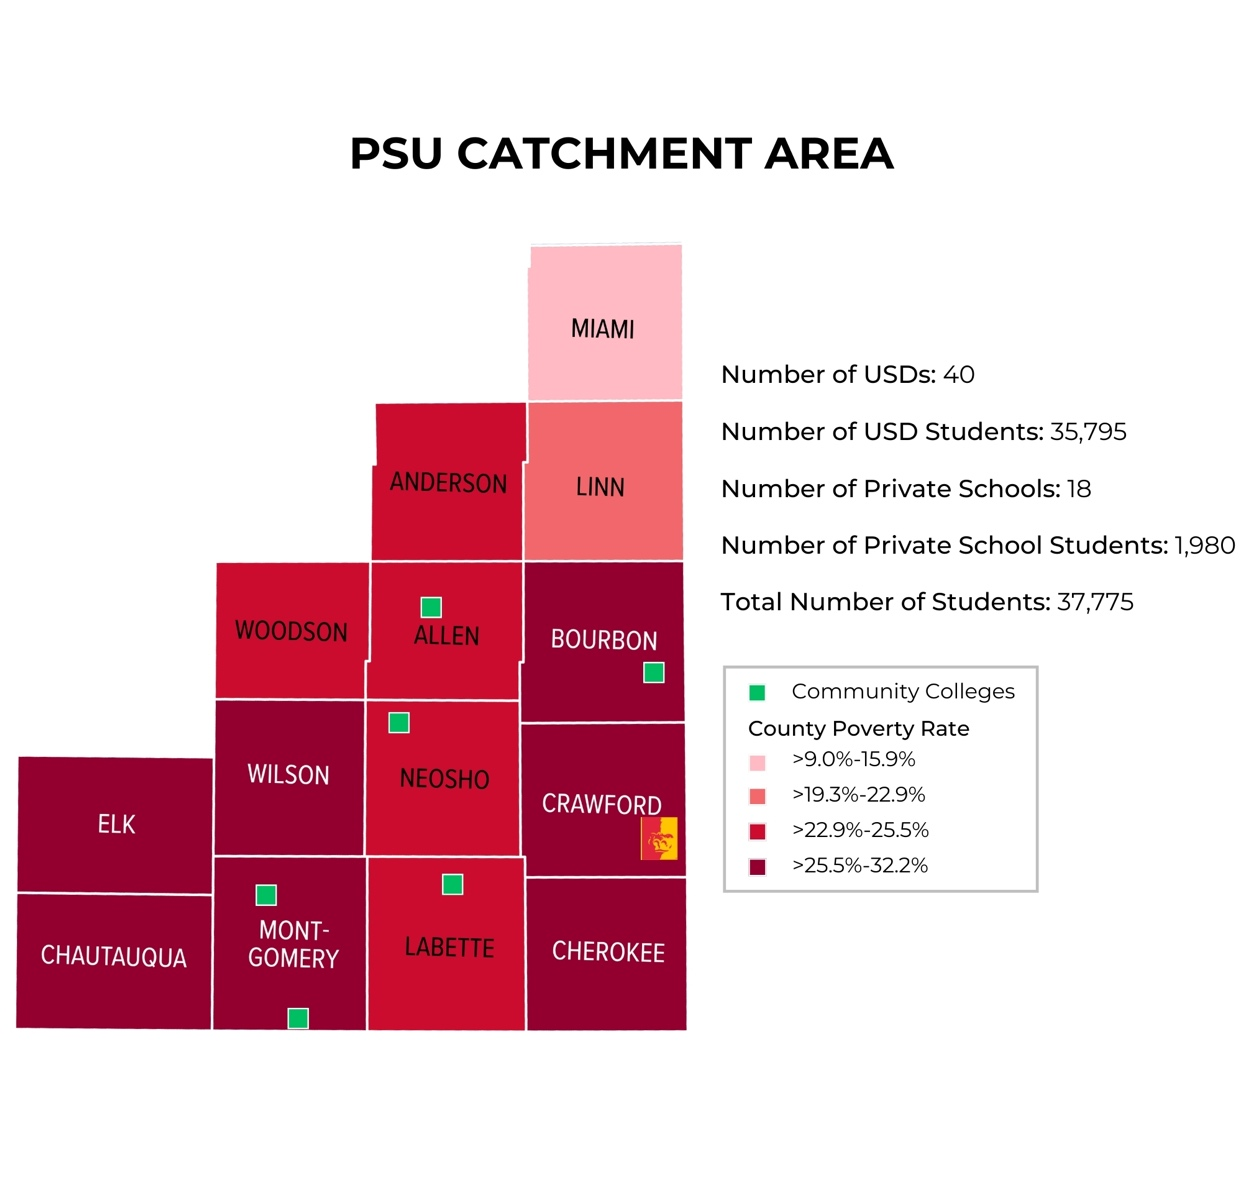 PSU CATCHMENT AREA
MIAMI
ANDERSON
LINN
WOODSON
ALLEN
BOURBON
WILSON
NEOSHO
CRAWFORD
ELK
CHAUTAUQUA
MONT-
GOMERY
LABETTE
CHEROKEE
Number of USDs: 40
Number of USD Students: 35,795
Number of Private Schools: 18
Number of Private School Students: 1,980
Total Number of Students: 37,775
Community Colleges
County Poverty Rate
>9.0%-15.9%
>19.3%-22.9%
>22.9%-25.5%
>25.5%-32.2%